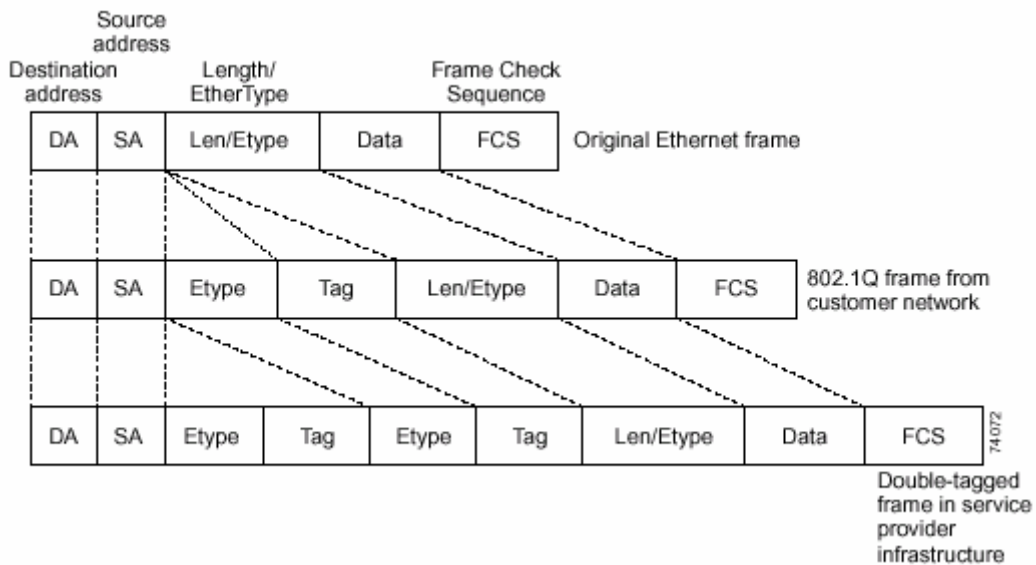 Source
address
Destination
address
Length/
EtherType
Frame Check
Sequence
DA SA Len/Etype Data FCS
Original Ethernet frame
DA SA Etype Tag Len/Etype Data FCS
802.1Q frame from
customer network
DA SA Etype Tag Etype Tag Len/Etype Data FCS
74072
Double-tagged
frame in service
provider
infrastructure